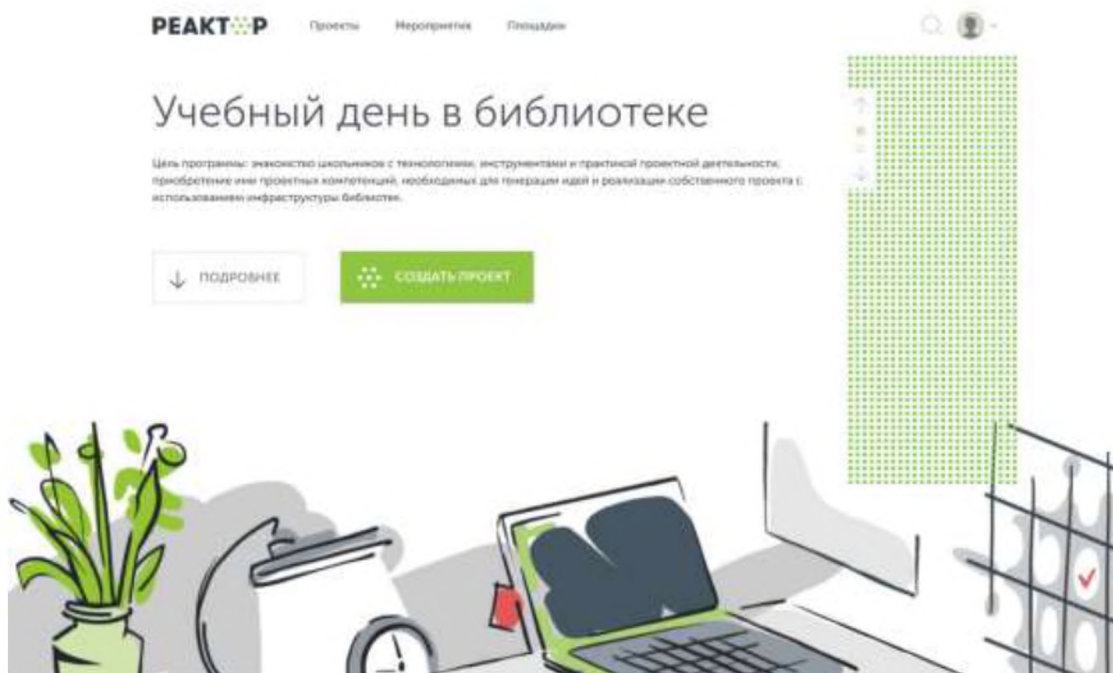 РЕАКТОР
Проекты Мероприятия Площадки
Учебный день в библиотеке
Цель программы: знакомство школьников с технологиями, инструментами и практикой проектной деятельности,
приобретение ими проектных компетенций, необходимых для генерации идей и реализации собственного проекта с
использованием инфраструктуры библиотек.
ПОДРОБНЕЕ
СОЗДАТЬ ПРОЕКТ